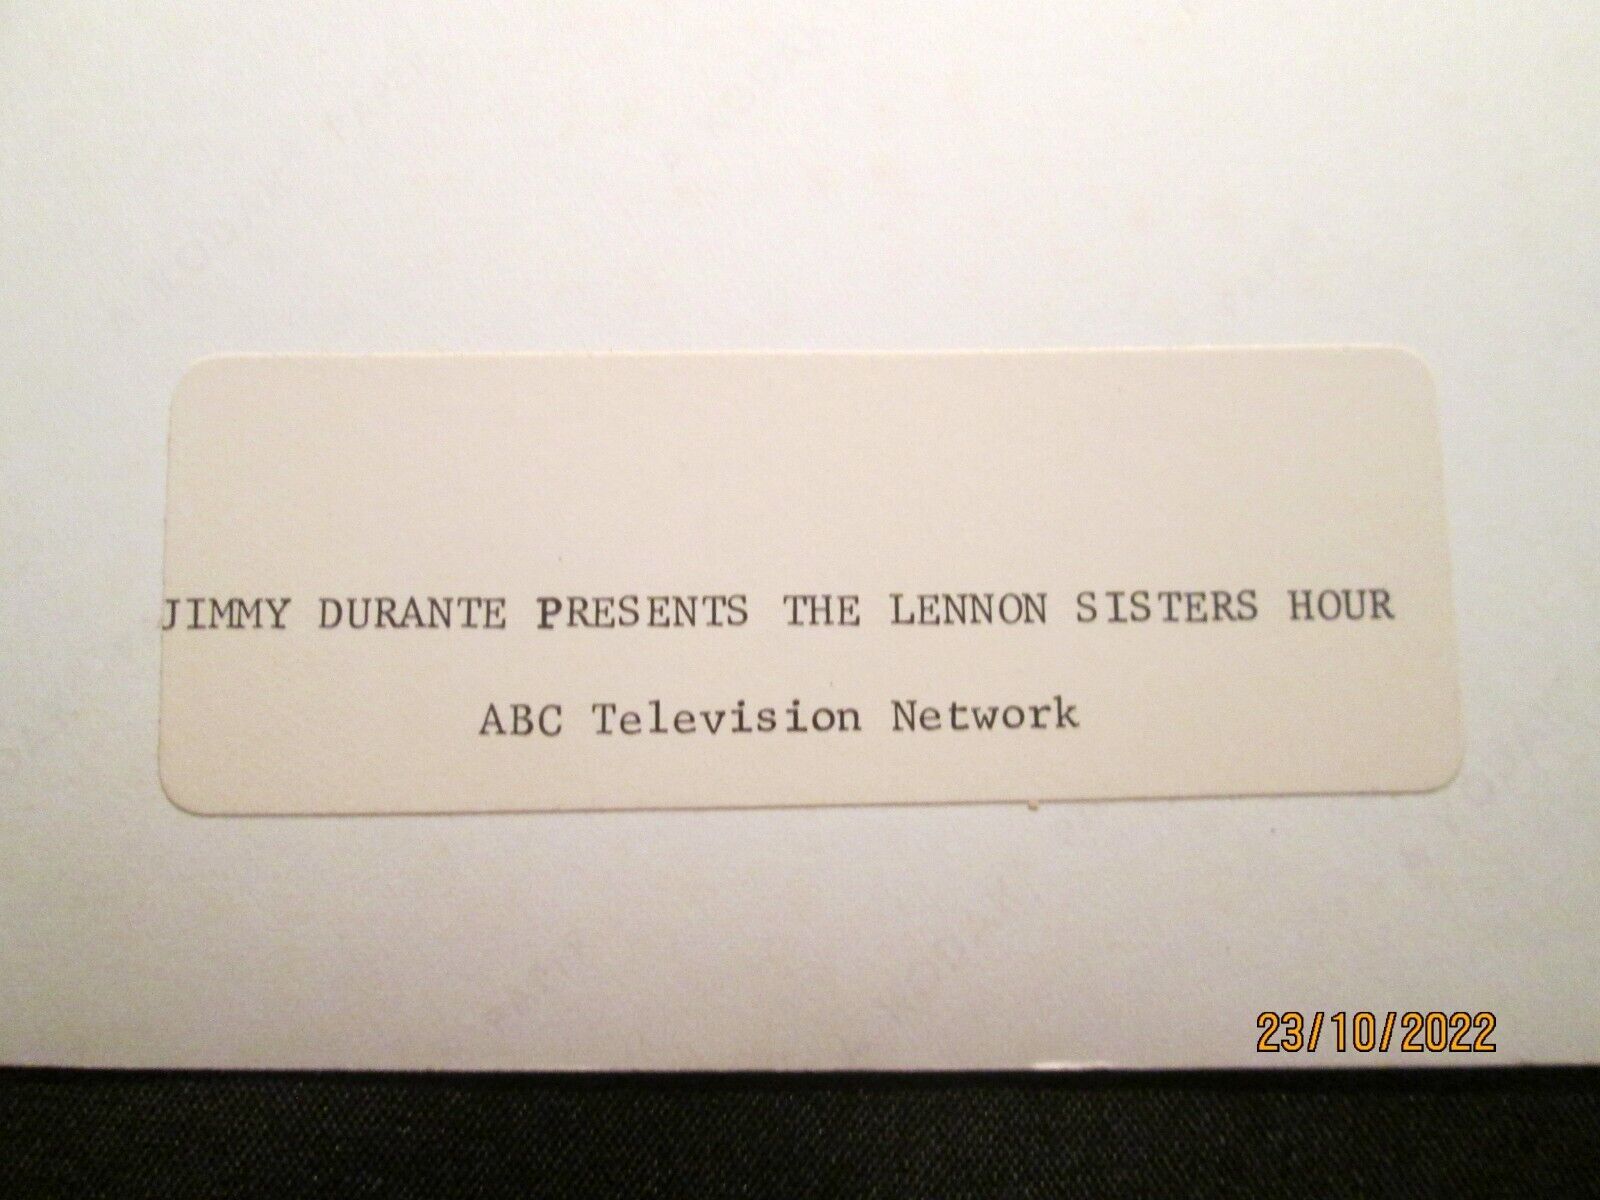 JIMMY DURANTE PRESENTS THE LENNON SISTERS HOUR
ABC Television Network
23/10/2022